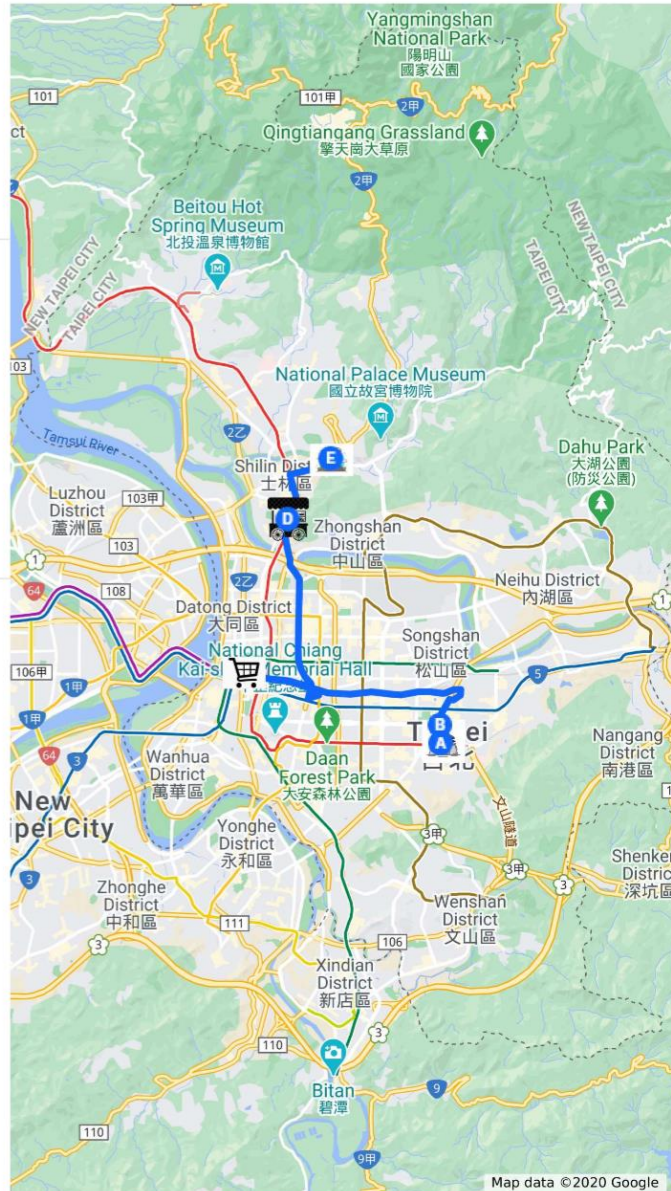 Yangmingshan
National Park
陽明山
國家公園
101
101甲
2甲
Qingtiangang Grassland
擎天崗大草原
2甲
Beitou Hot
Spring Museum
北投溫泉博物館
NEW TAIPEI CITY
TAIPEI CITY
NEW TAIPEI CITY
TAIPEI CITY
103
National Palace Museum
國立故宮博物院
2乙
Tamsui River
E
Shilin Dis
士林區
Dahu Park
大湖公園
(防災公園)
Luzhou
District
蘆洲區
103甲
D
Zhongshan
District
中山區
103
1
64
108
2乙
Neihu District
內湖區
1
Datong District
大同區
Songshan
District
松山區
National Chiang
Kai-s Memorial Hall
106甲
1甲
5
1甲
B
A
T ei
台北
64
3
Daan
Forest Park
大安森林公園
Wanhua
District
萬華區
Nangang
District
南港區
New
ipei City
Yonghe
District
永和區
文山隧道
3甲
3甲
3
Shenken
District
深坑區
3
Zhonghe
District
中和區
111
Wenshan
District
文山區
106
3
Xindian
District
新店區
3
110
Bitan
碧潭
9
110
9甲
Map data ©2020 Google